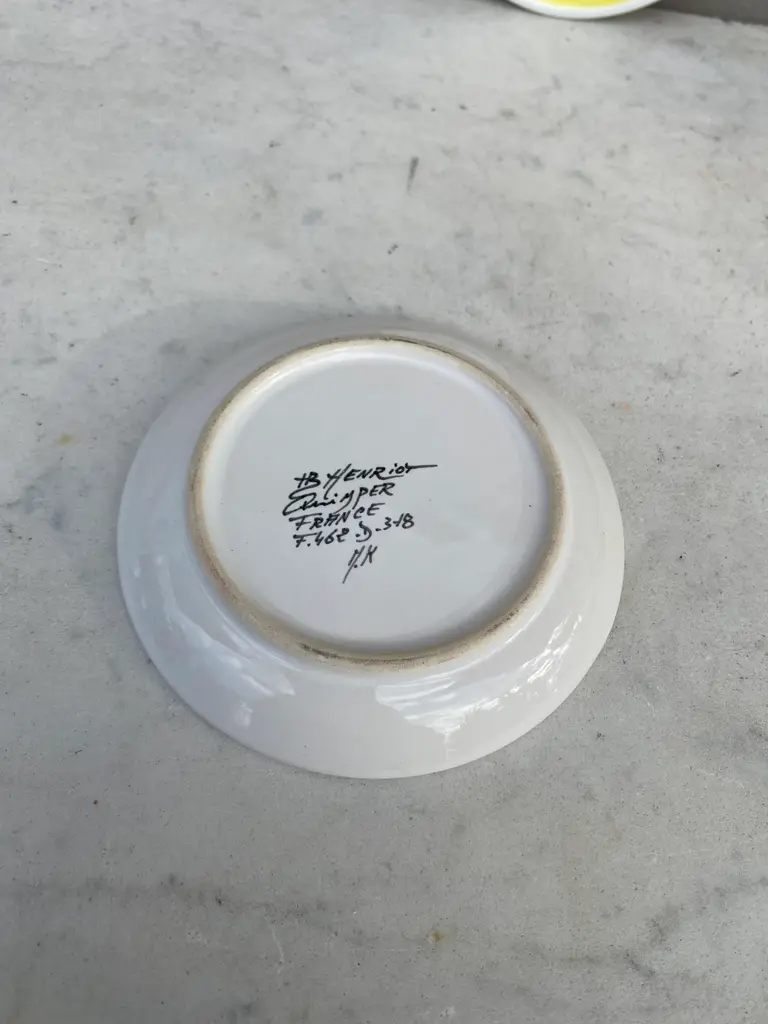 HB HENRIOT
QUIMPER
FRANCE
F.462.D.318